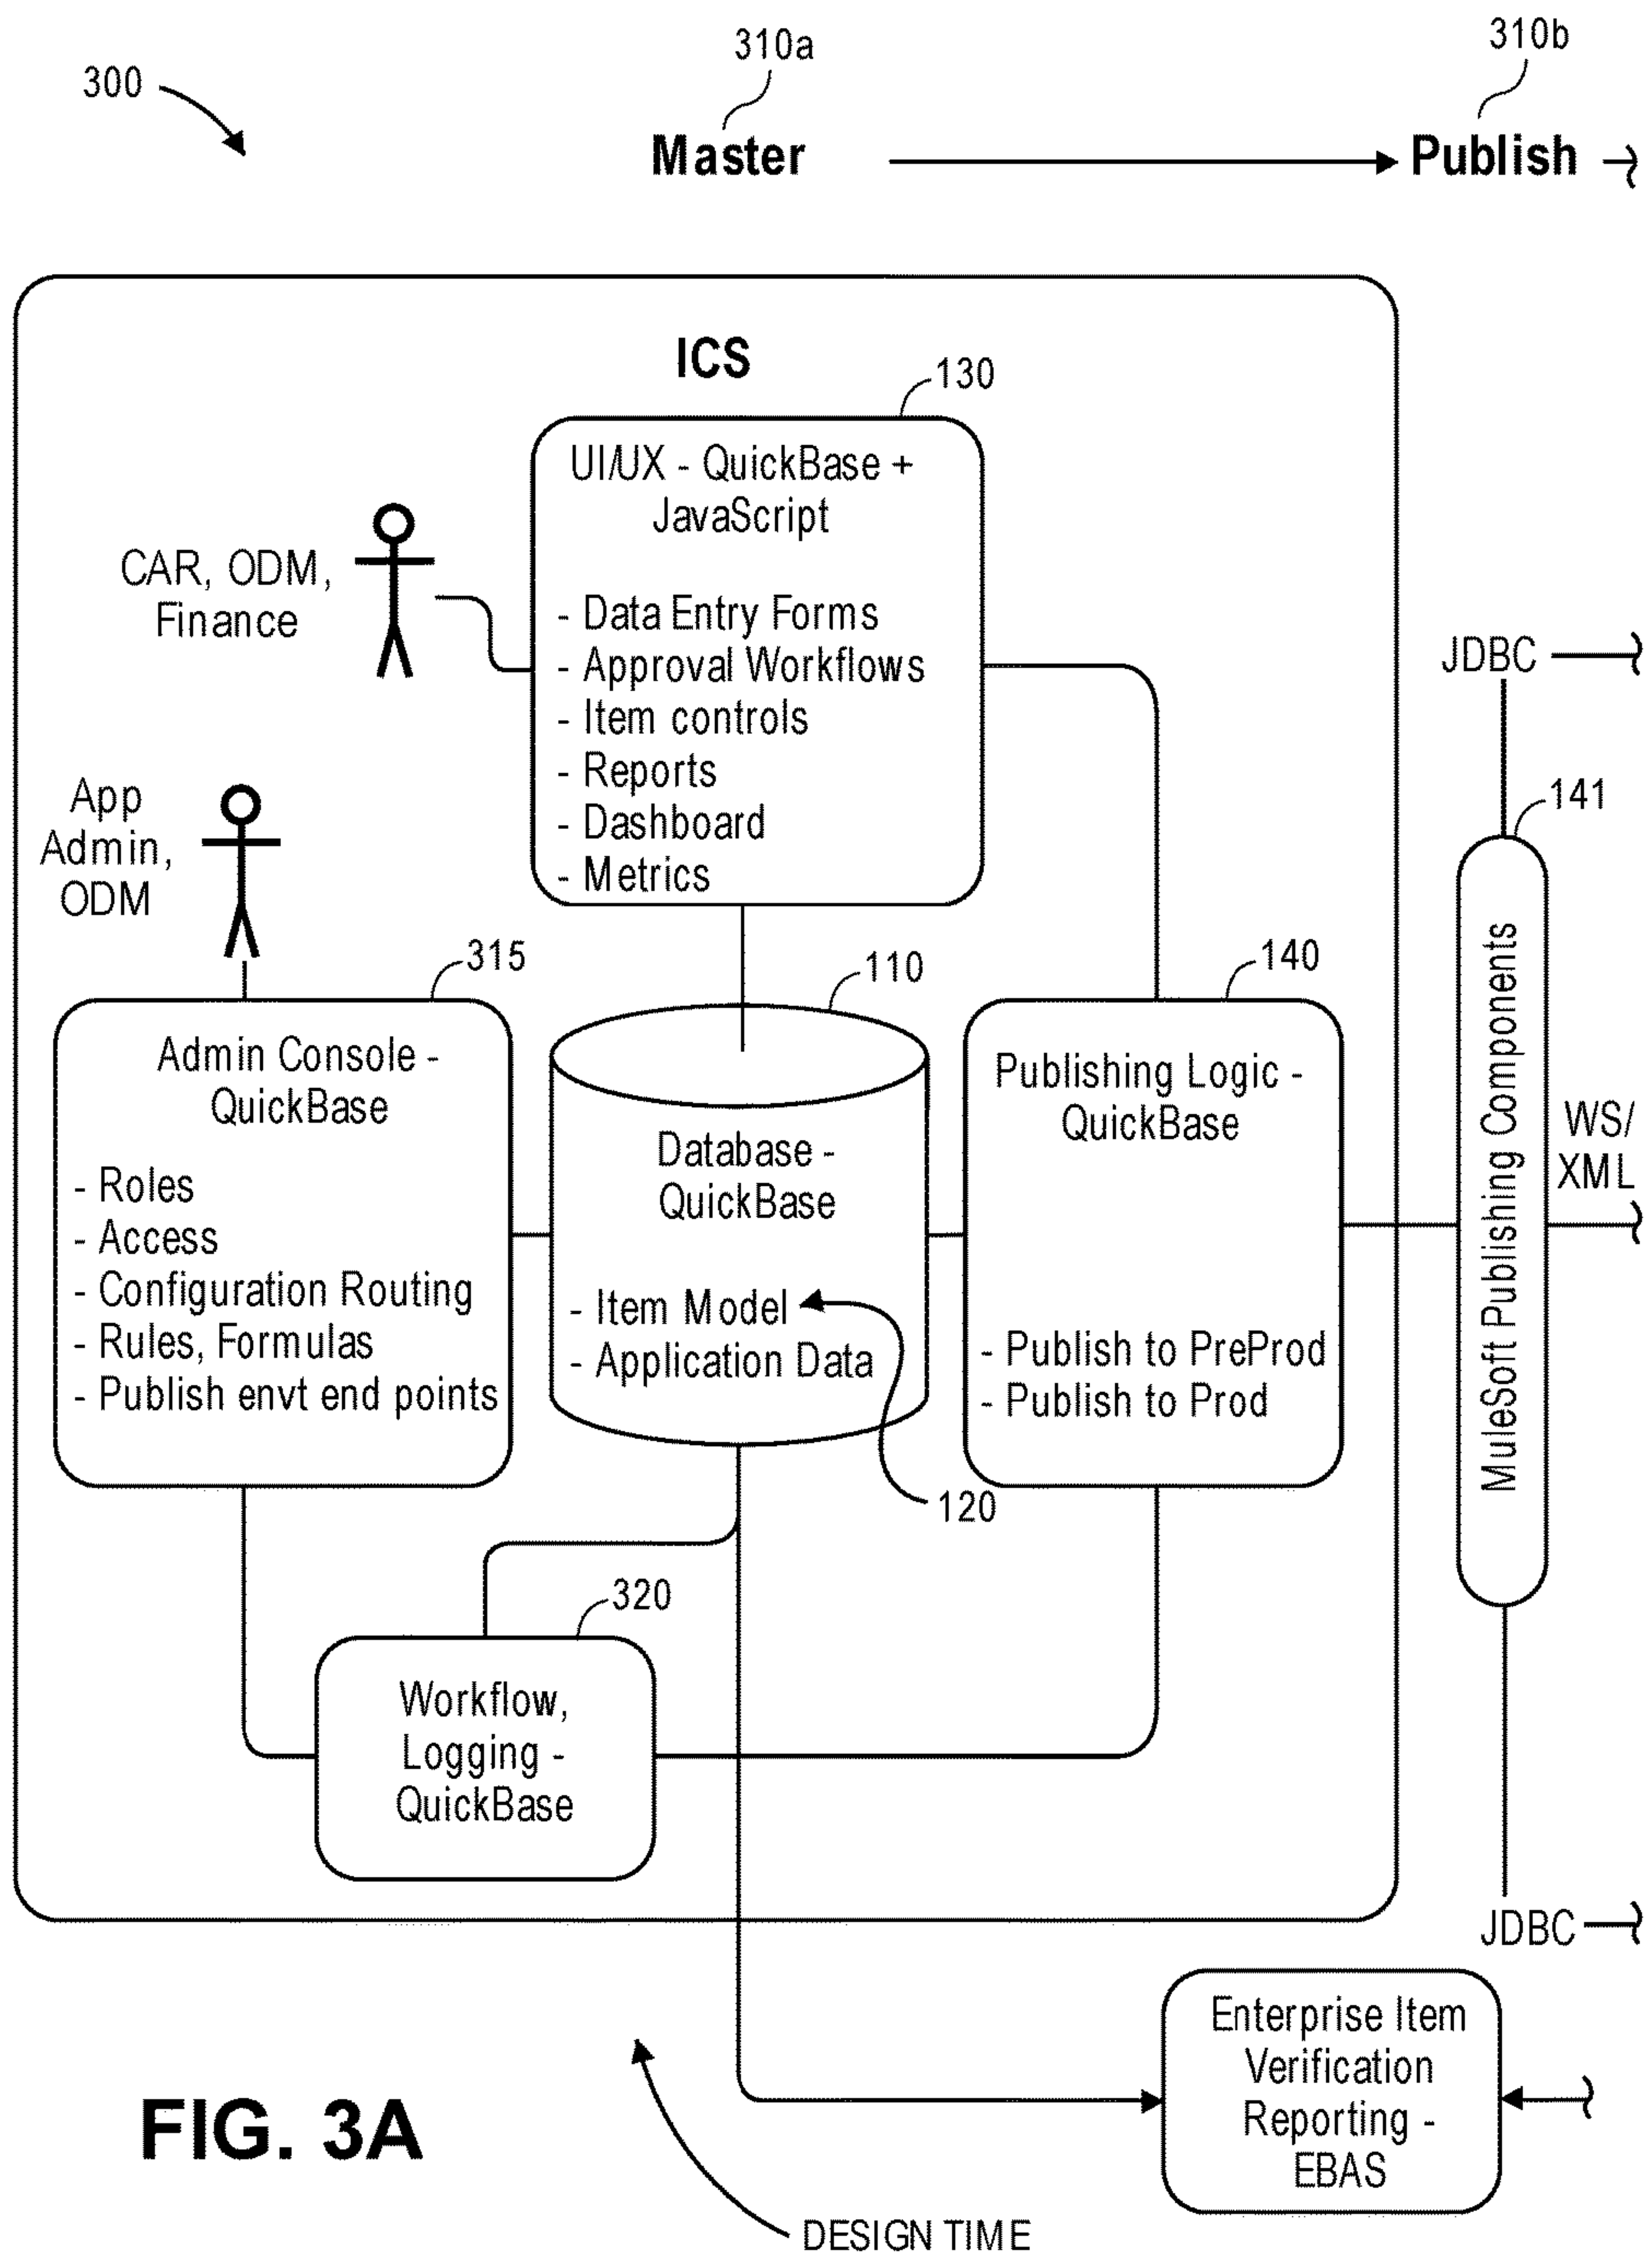 300
310a
310b
Master
Publish
ICS
130
UI/UX - QuickBase +
JavaScript
- Data Entry Forms
- Approval Workflows
- Item controls
- Reports
- Dashboard
- Metrics
CAR, ODM,
Finance
App
Admin,
ODM
315
Admin Console -
QuickBase
- Roles
- Access
- Configuration Routing
- Rules, Formulas
- Publish envt end points
110
Database -
QuickBase
- Item Model
- Application Data
120
140
Publishing Logic -
QuickBase
- Publish to PreProd
- Publish to Prod
JDBC
141
MuleSoft Publishing Components
WS/
XML
JDBC
320
Workflow,
Logging -
QuickBase
Enterprise Item
Verification
Reporting -
EBAS
FIG. 3A
DESIGN TIME